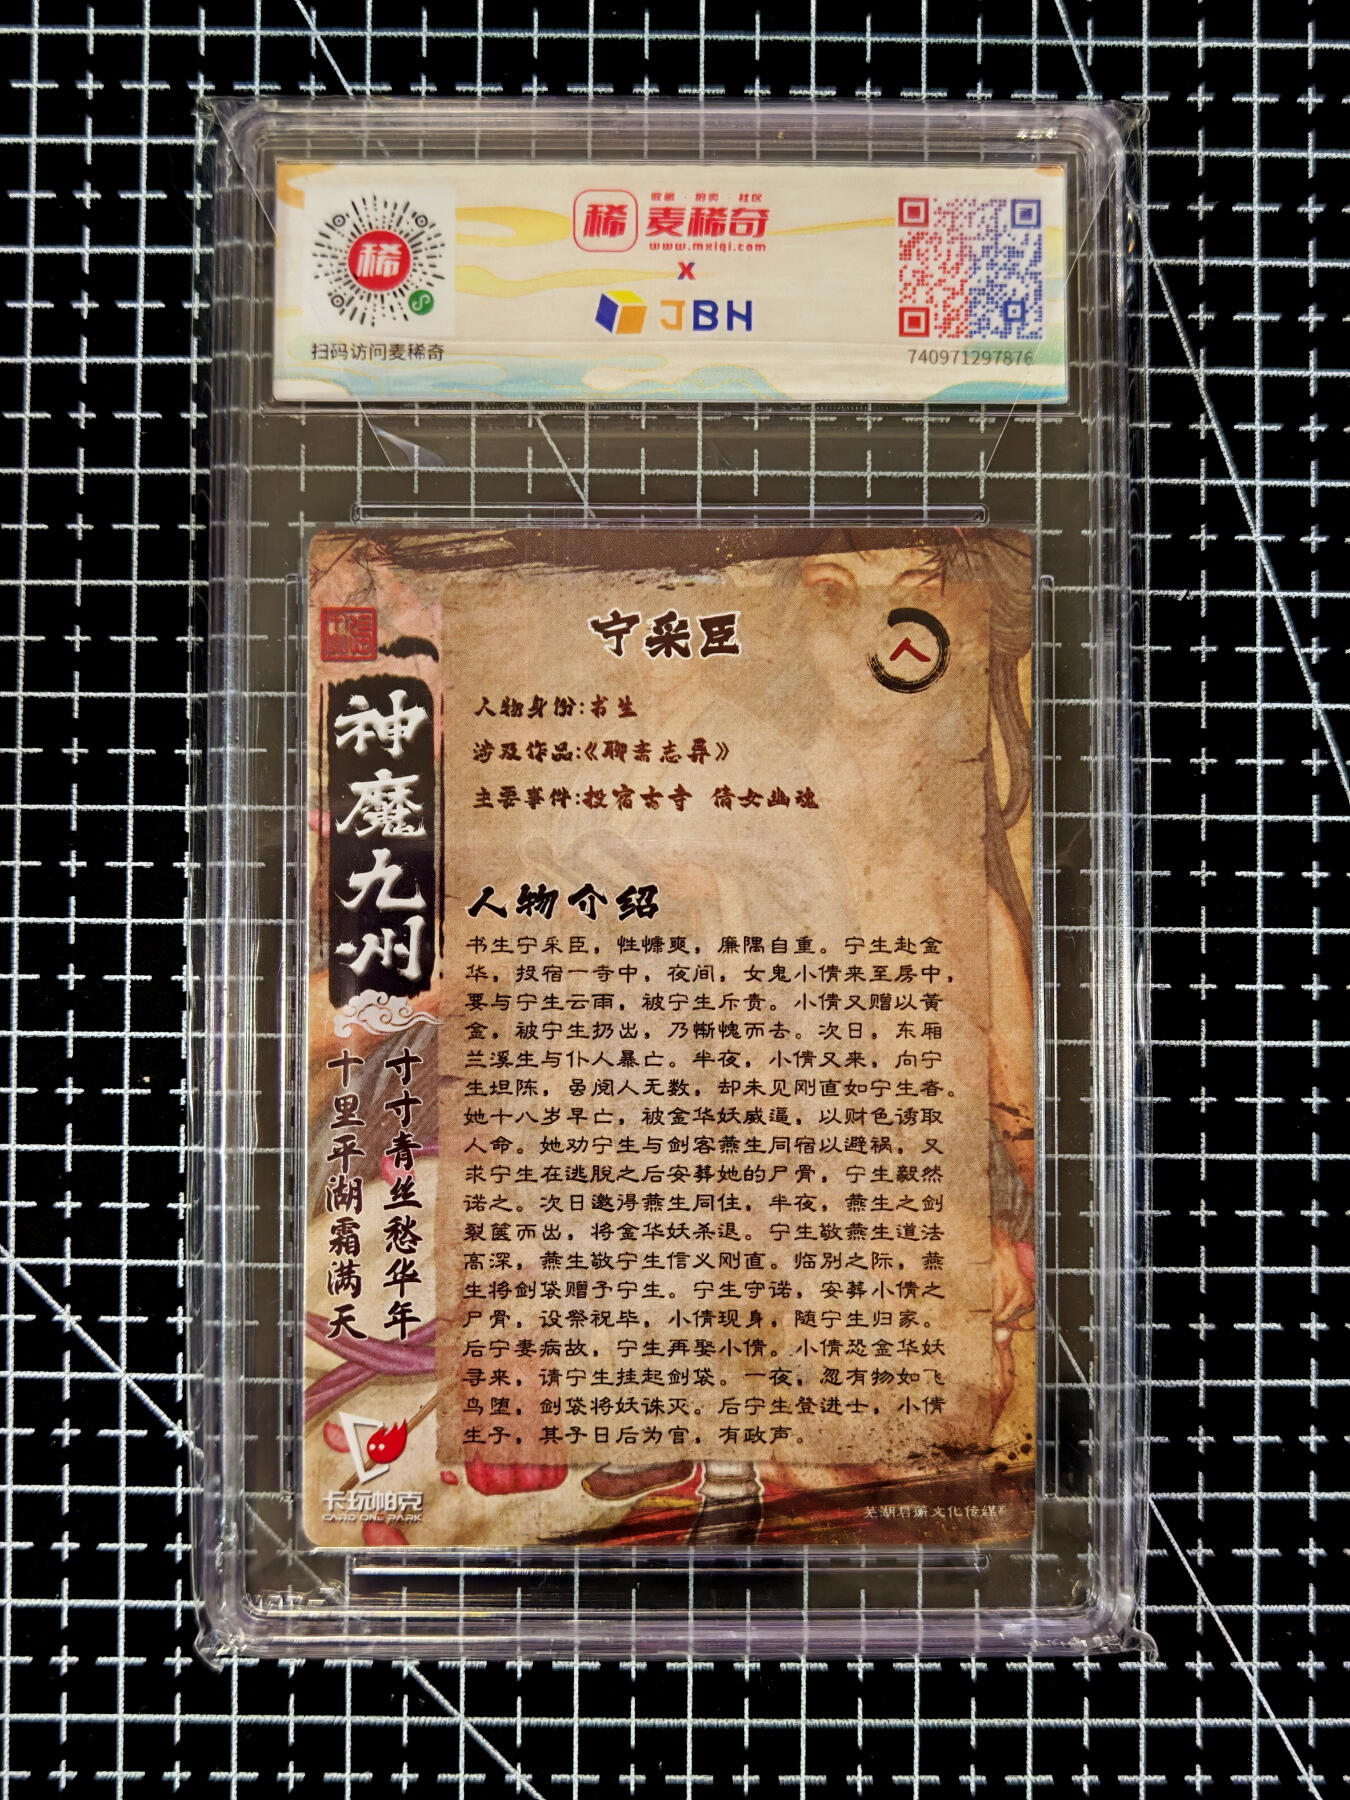 稀
稀
收藏·拍卖·社区
麦稀奇
www.mxiqi.com
X
JBH
扫码访问麦稀奇
740971297876
宁采臣
人
人物身份:书生
涉及作品:《聊斋志异》
主要事件:投宿古寺 倩女幽魂
人物介绍
书生宁采臣，性慷爽，廉隅自重。宁生赴金
华，投宿一寺中，夜间，女鬼小倩来至房中，
要与宁生云雨，被宁生斥责。小倩又赠以黄
金，被宁生扔出，乃惭愧而去。次日，东厢
兰溪生与仆人暴亡。半夜，小倩又来，向宁
生坦陈，虽阅人无数，却未见刚直如宁生者。
她十八岁早亡，被金华妖威逼，以财色诱取
人命。她劝宁生与剑客燕生同宿以避祸，又
求宁生在逃脱之后安葬她的尸骨，宁生毅然
诺之。次日邀得燕生同住，半夜，燕生之剑
裂箧而出，将金华妖杀退。宁生敬燕生道法
高深，燕生敬宁生信义刚直。临别之际，燕
生将剑袋赠予宁生。宁生守诺，安葬小倩之
尸骨，设祭祝毕，小倩现身，随宁生归家。
后宁妻病故，宁生再娶小倩。小倩恐金华妖
寻来，请宁生挂起剑袋。一夜，忽有物如飞
鸟堕，剑袋将妖诛灭。后宁生登进士，小倩
生子，其子日后为官，有政声。
神魔九州
寸寸青丝愁华年
十里平湖霜满天
卡玩帕克
CARD ONE PARK
芜湖启源文化传媒